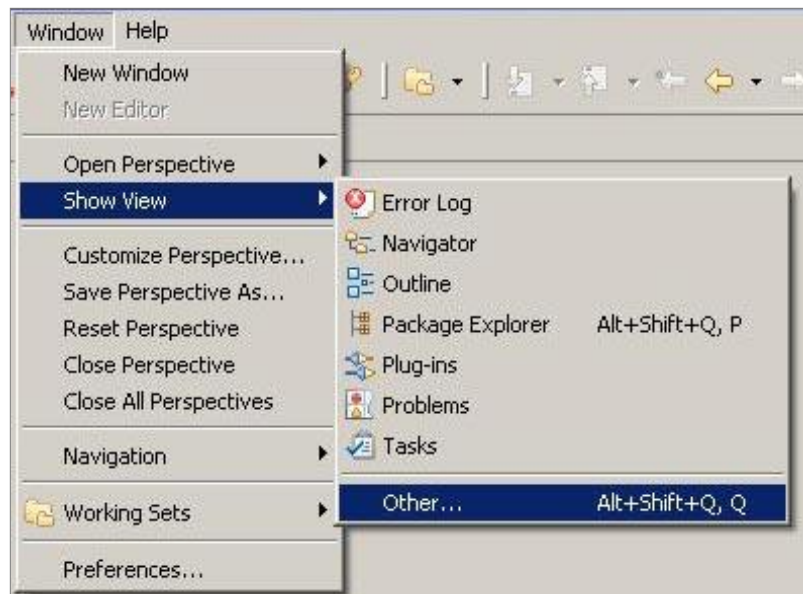 Window Help
New Window
New Editor
Open Perspective
Show View
Customize Perspective...
Save Perspective As...
Reset Perspective
Close Perspective
Close All Perspectives
Navigation
Working Sets
Preferences...
Error Log
Navigator
Outline
Package Explorer Alt+Shift+Q, P
Plug-ins
Problems
Tasks
Other... Alt+Shift+Q, Q